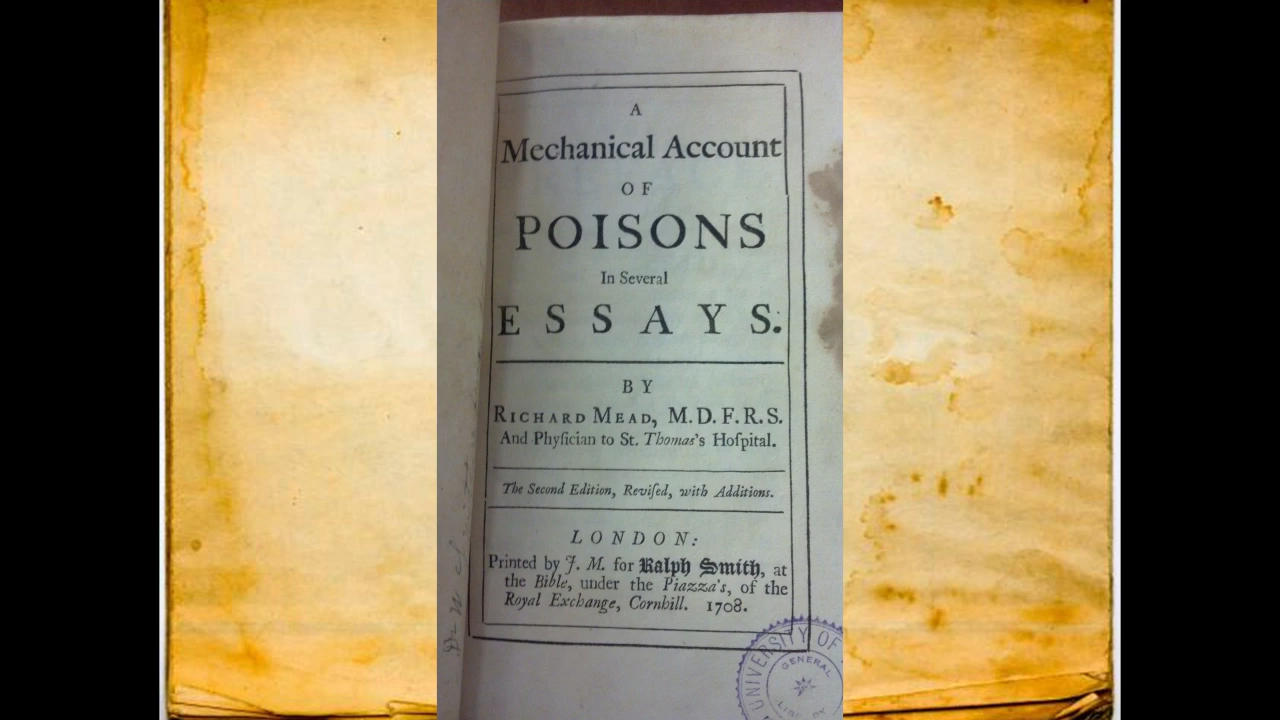 A
Mechanical Account
OF
POISONS
In Several
ESSAYS.
BY
RICHARD MEAD, M.D. F.R.S.
And Phyſician to St. Thomas's Hoſpital.
The Second Edition, Reviſed, with Additions.
LONDON:
Printed by J. M. for Ralph Smith, at
the Bible, under the Piazza's, of the
Royal Exchange, Cornhill. 1708.
UNIVERSITY OF
GENERAL
LIBRARY